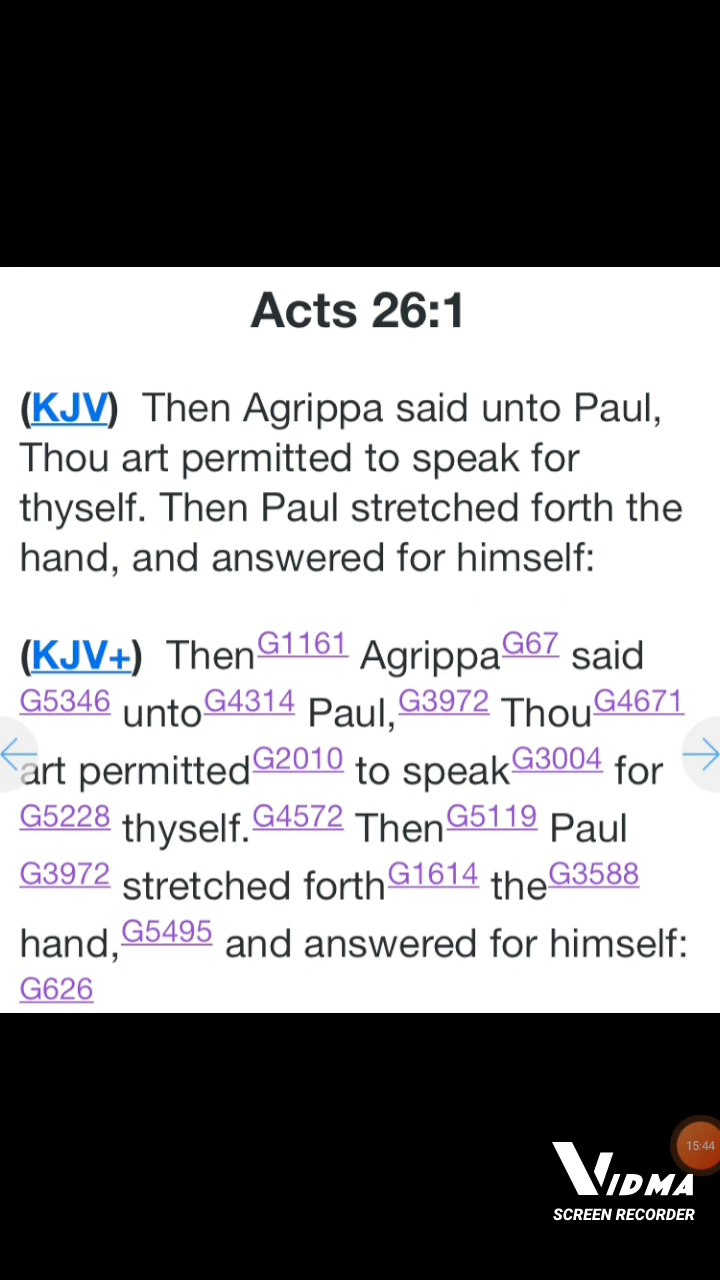 Acts 26:1
(KJV) Then Agrippa said unto Paul,
Thou art permitted to speak for
thyself. Then Paul stretched forth the
hand, and answered for himself:
(KJV+) ThenG1161 AgrippaG67 said
G5346 untoG4314 Paul,G3972 ThouG4671
art permittedG2010 to speakG3004 for
G5228 thyself.G4572 ThenG5119 Paul
G3972 stretched forthG1614 theG3588
hand,G5495 and answered for himself:
G626
15:44
VIDMA
SCREEN RECORDER